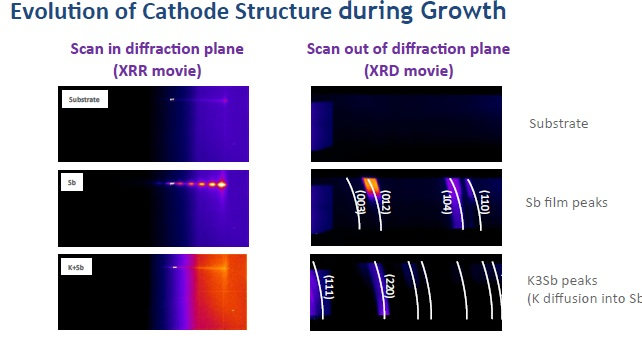 Evolution of Cathode Structure during Growth
Scan in diffraction plane
(XRR movie)
Scan out of diffraction plane
(XRD movie)
Substrate
Substrate
Sb
(003)
(012)
(104)
(110)
Sb film peaks
K+Sb
(111)
(220)
K3Sb peaks
(K diffusion into Sb